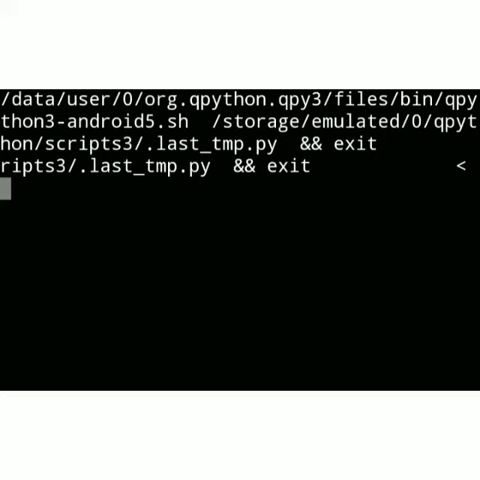 /data/user/0/org.qpython.qpy3/files/bin/qpy
thon3-android5.sh  /storage/emulated/0/qpyt
hon/scripts3/.last_tmp.py  && exit
ripts3/.last_tmp.py  && exit                   <